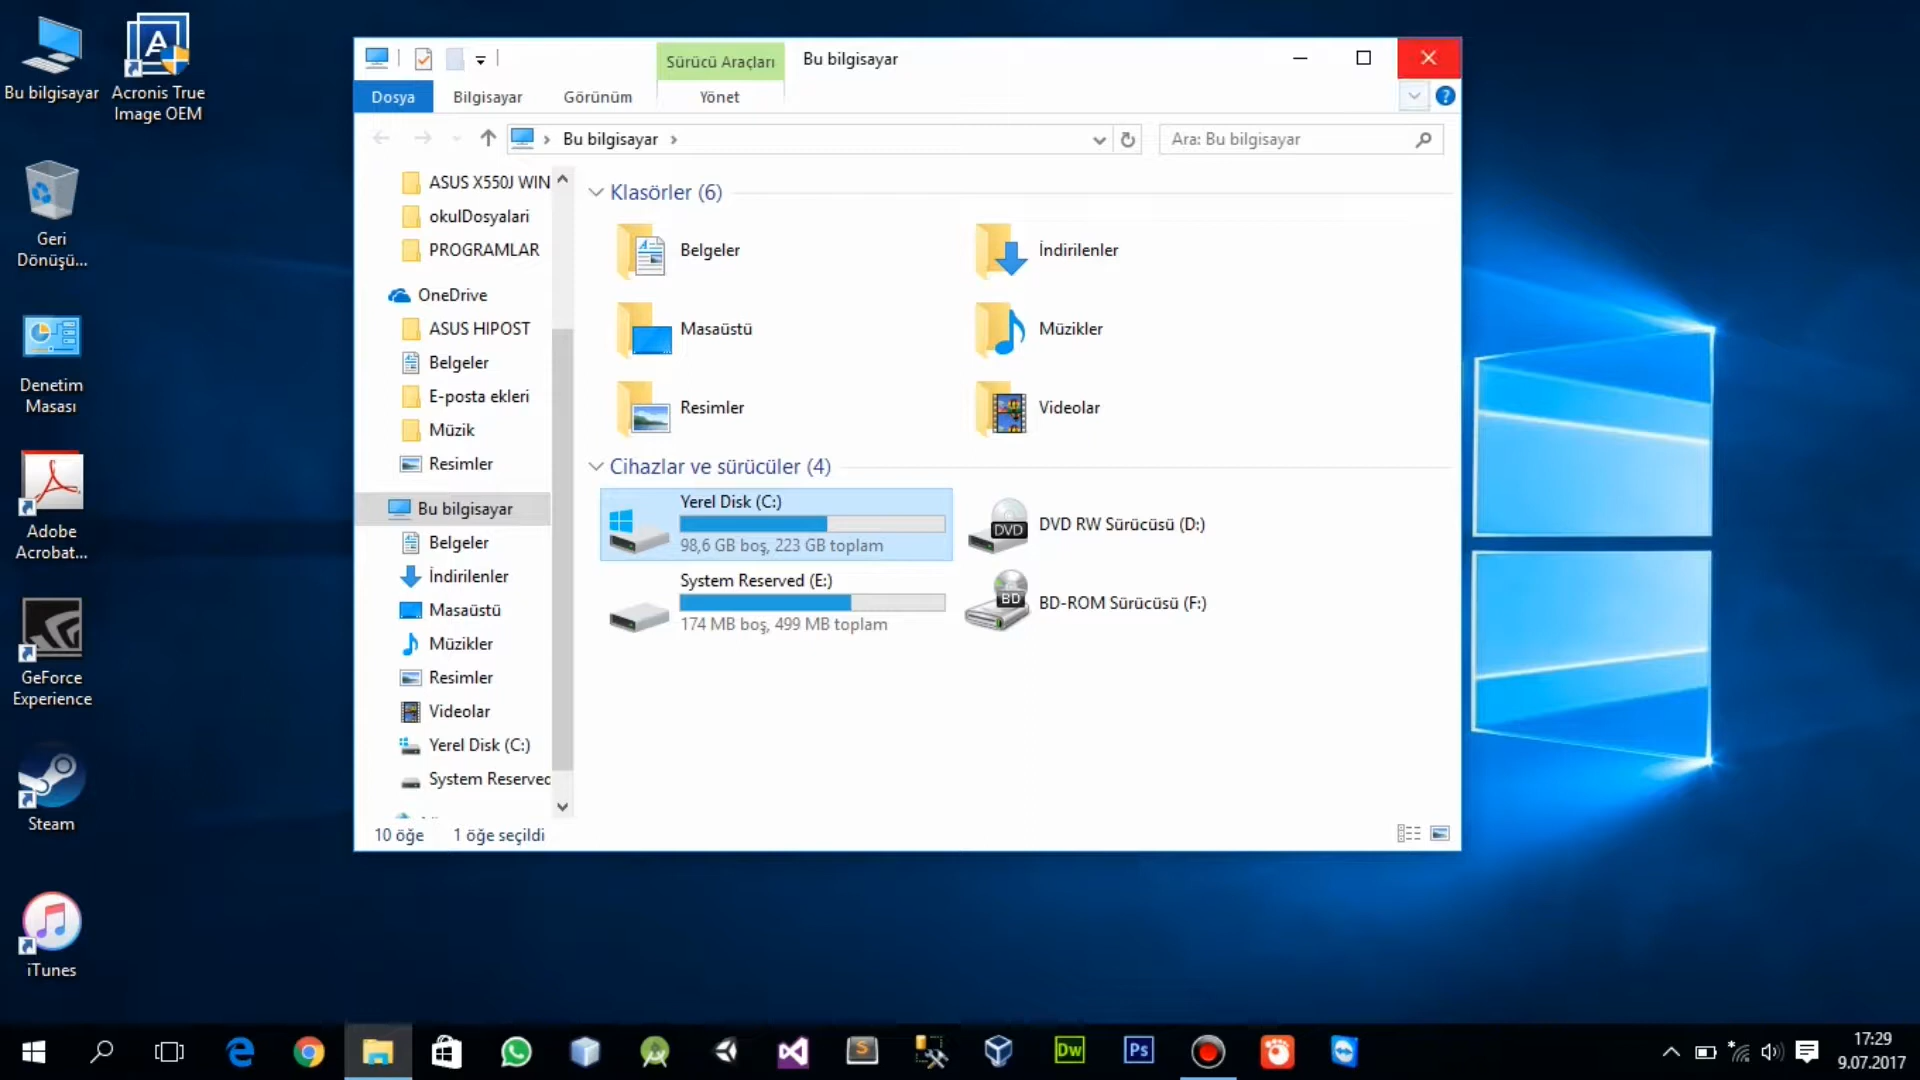 Bu bilgisayar
Acronis True
Image OEM
Geri
Dönüşü...
Denetim
Masası
Adobe
Acrobat...
GeForce
Experience
Steam
iTunes
Sürücü Araçları
Bu bilgisayar
Dosya
Bilgisayar
Görünüm
Yönet
Bu bilgisayar
Ara: Bu bilgisayar
ASUS X550J WIN
okulDosyalari
PROGRAMLAR
OneDrive
ASUS HIPOST
Belgeler
E-posta ekleri
Müzik
Resimler
Bu bilgisayar
Belgeler
İndirilenler
Masaüstü
Müzikler
Resimler
Videolar
Yerel Disk (C:)
System Reserved
Klasörler (6)
Belgeler
İndirilenler
Masaüstü
Müzikler
Resimler
Videolar
Cihazlar ve sürücüler (4)
Yerel Disk (C:)
98,6 GB boş, 223 GB toplam
DVD
DVD RW Sürücüsü (D:)
System Reserved (E:)
174 MB boş, 499 MB toplam
BD
BD-ROM Sürücüsü (F:)
10 öğe
1 öğe seçildi
S
Dw
Ps
17:29
9.07.2017